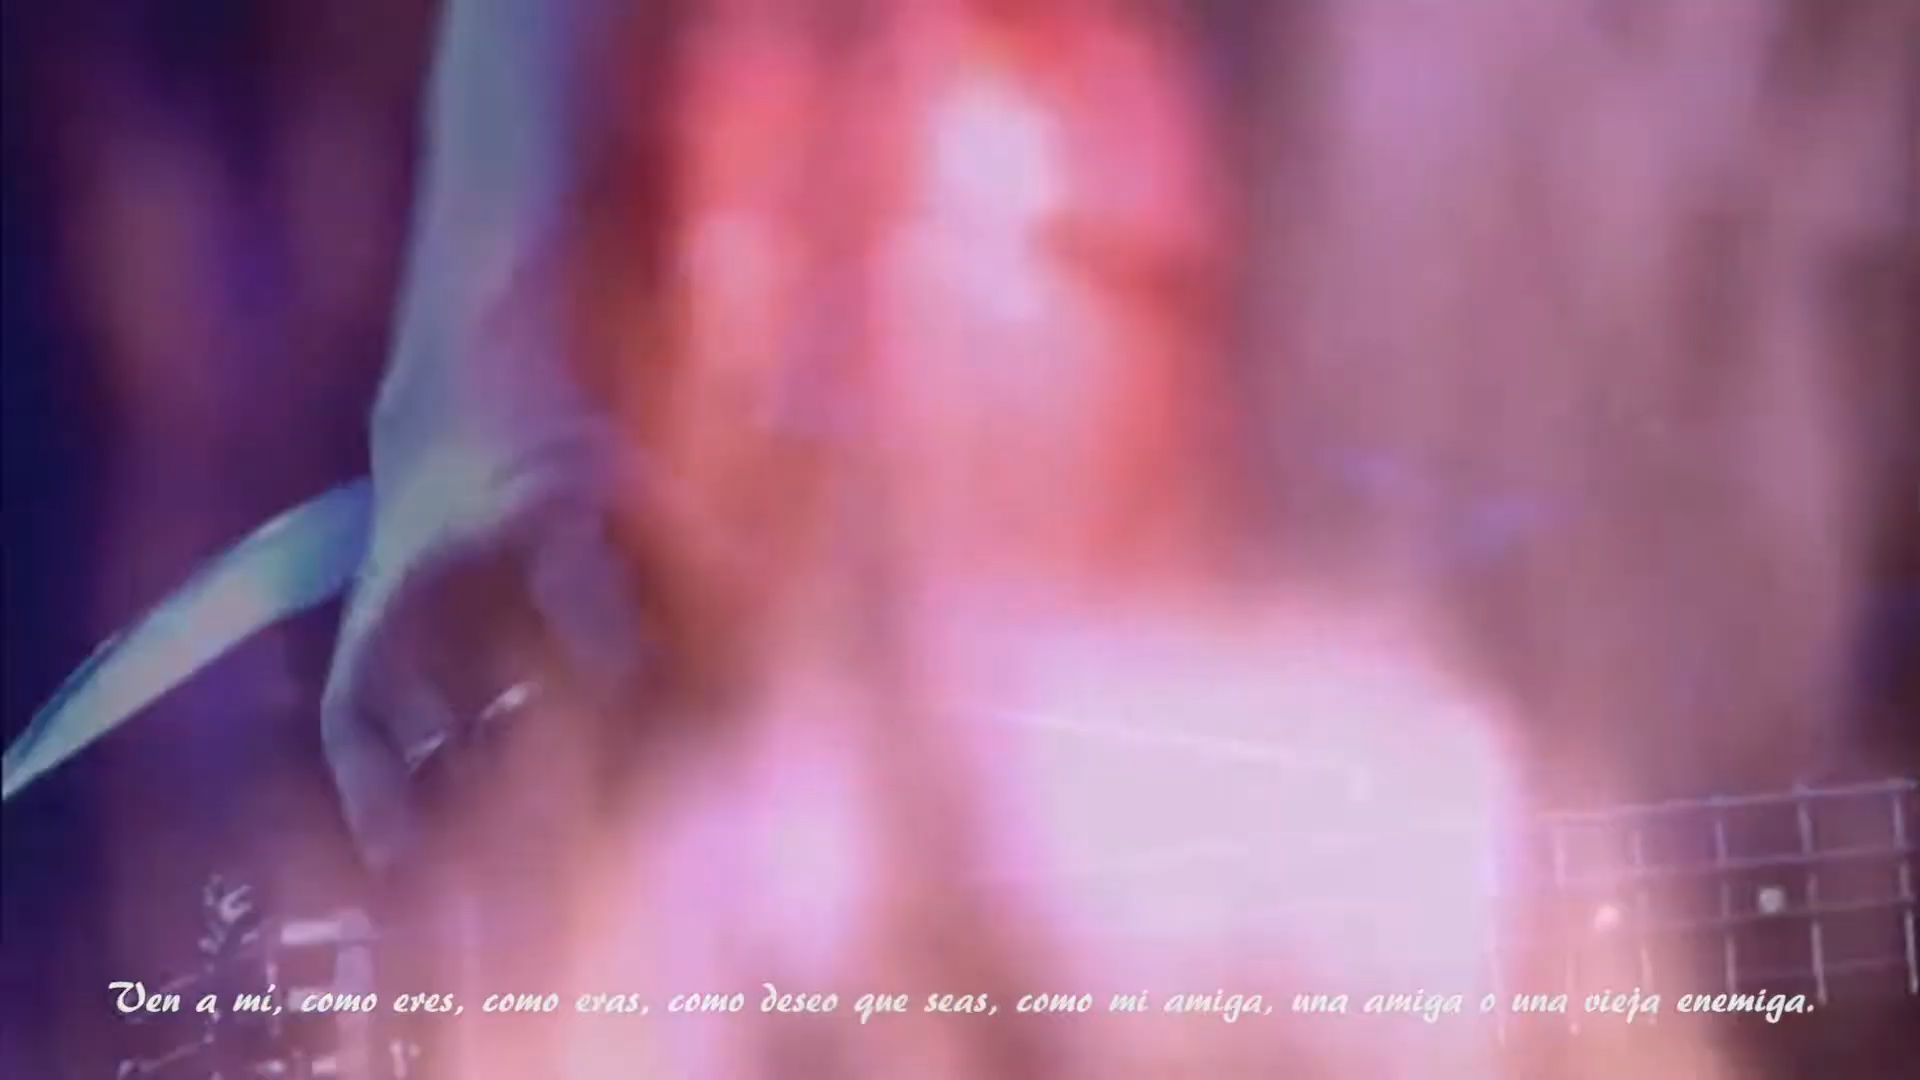 Ven a mí, como eres, como eras, como deseo que seas, como mi amiga, una amiga o una vieja enemiga.